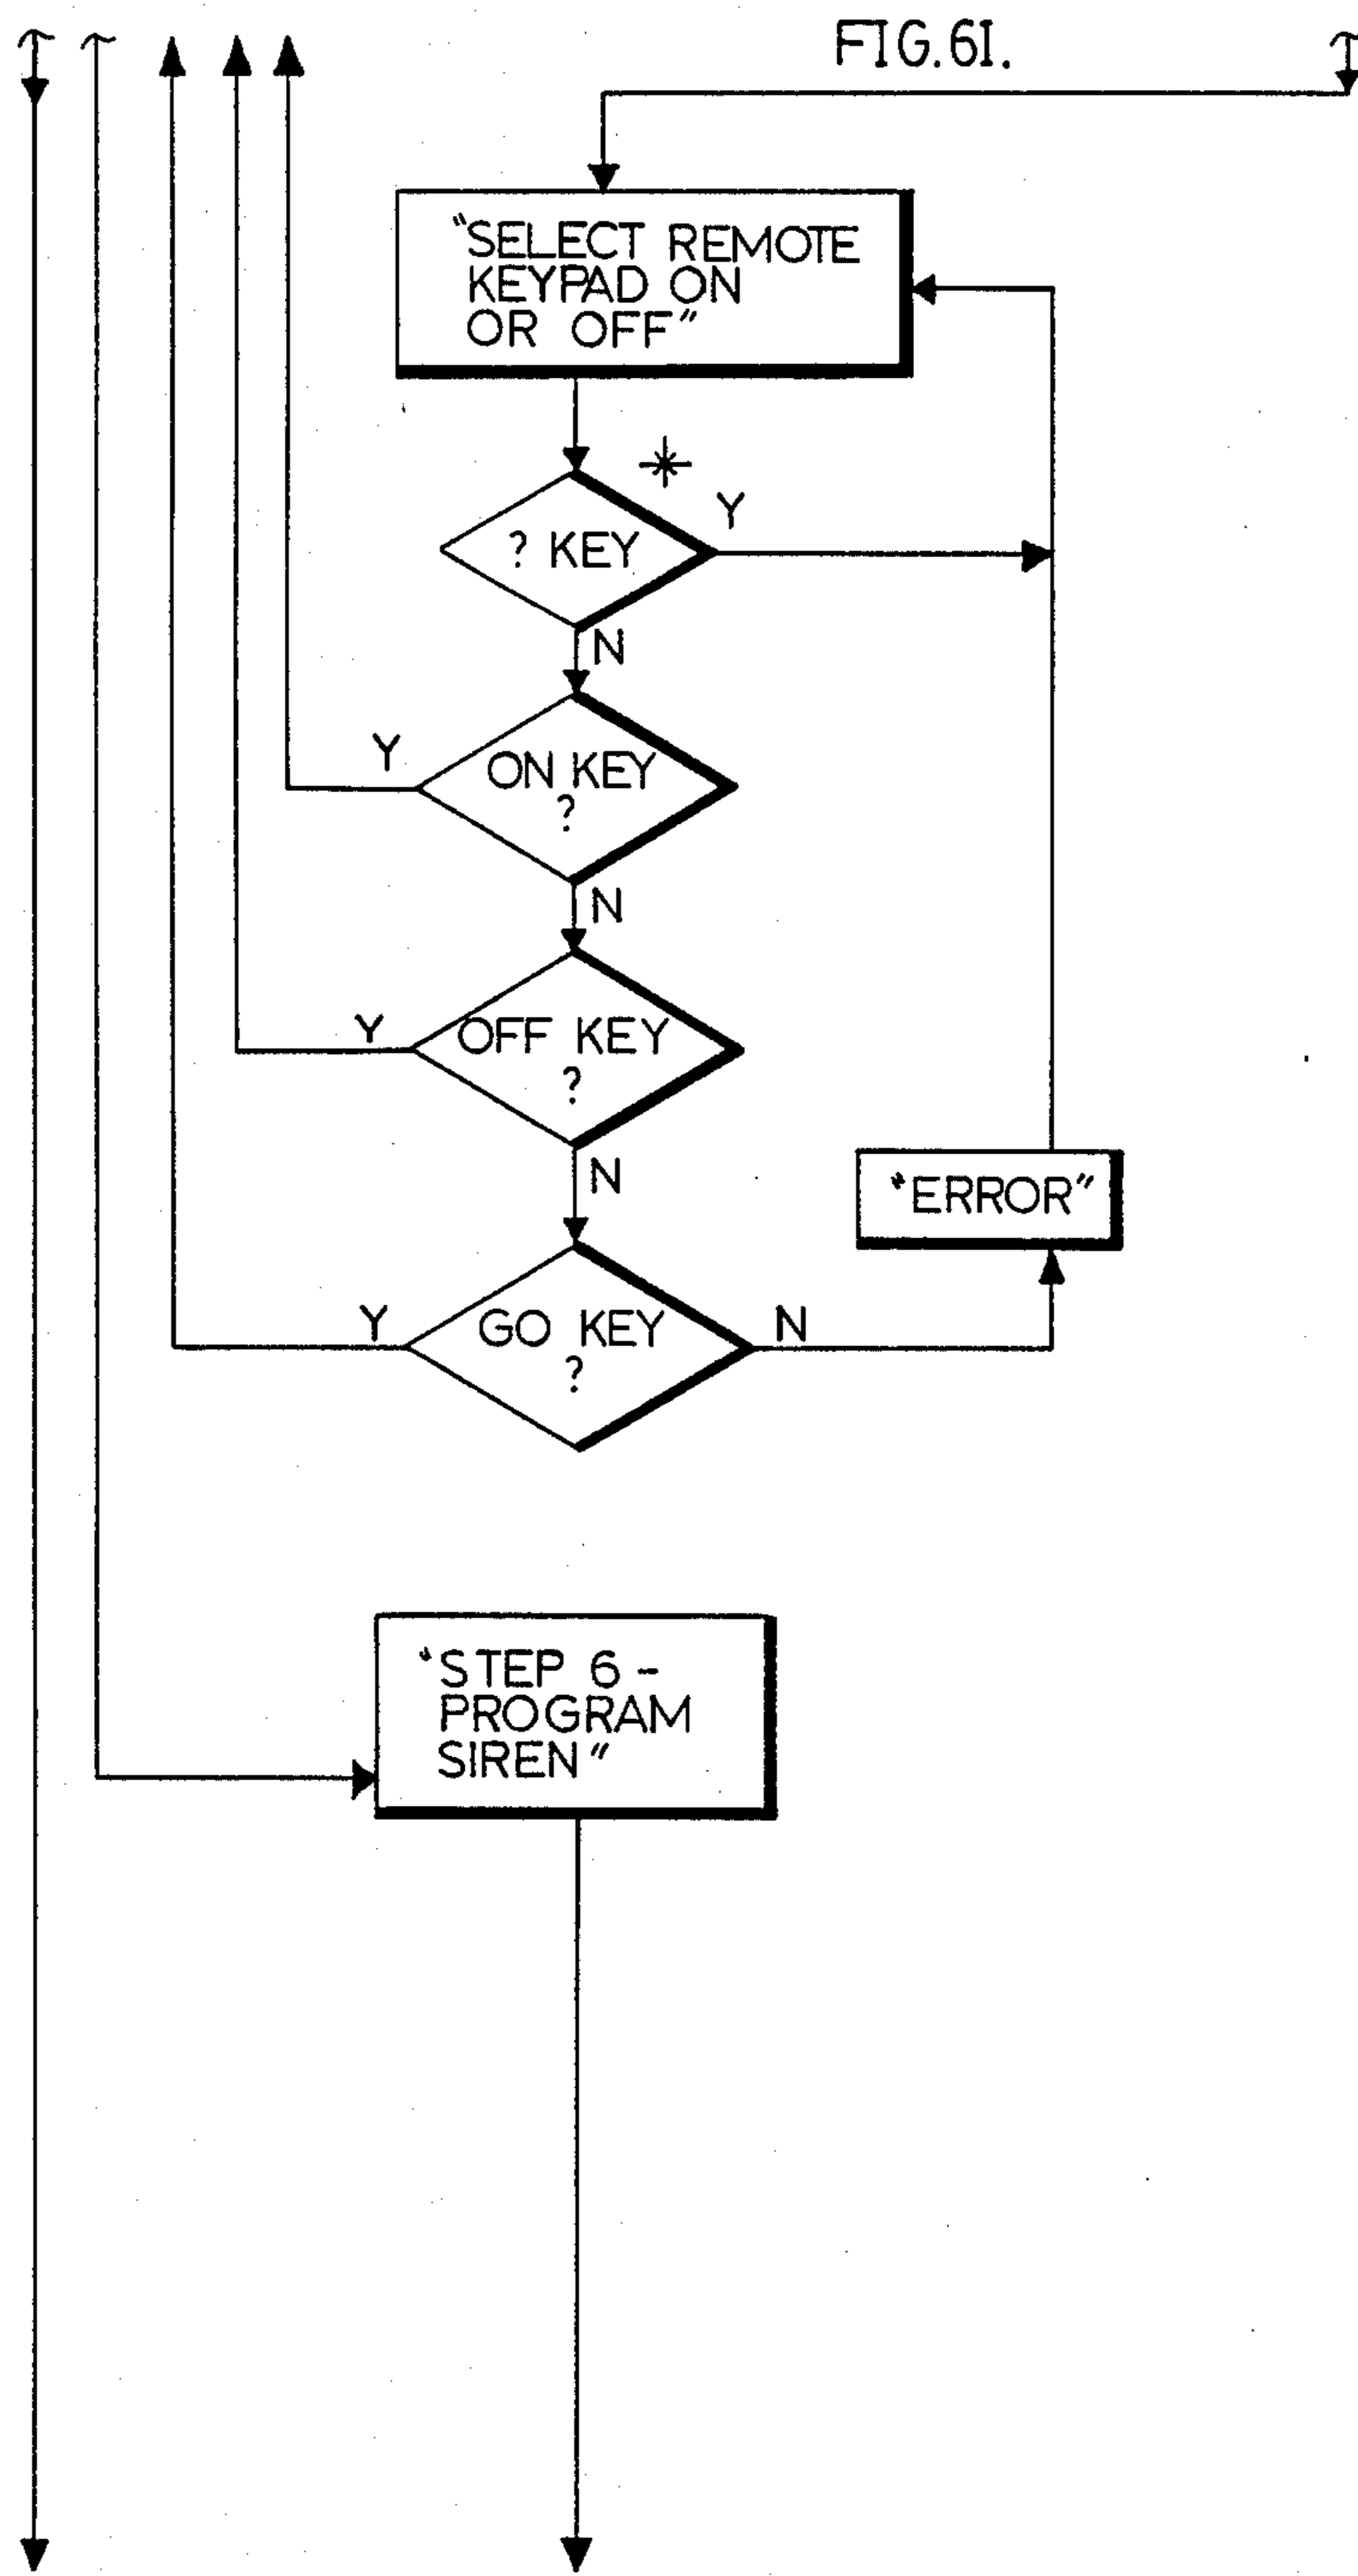 FIG.6I.
"SELECT REMOTE
KEYPAD ON
OR OFF"
*
Y
? KEY
N
Y
ON KEY
?
N
Y
OFF KEY
?
N
"ERROR"
Y
GO KEY
?
N
"STEP 6 -
PROGRAM
SIREN"